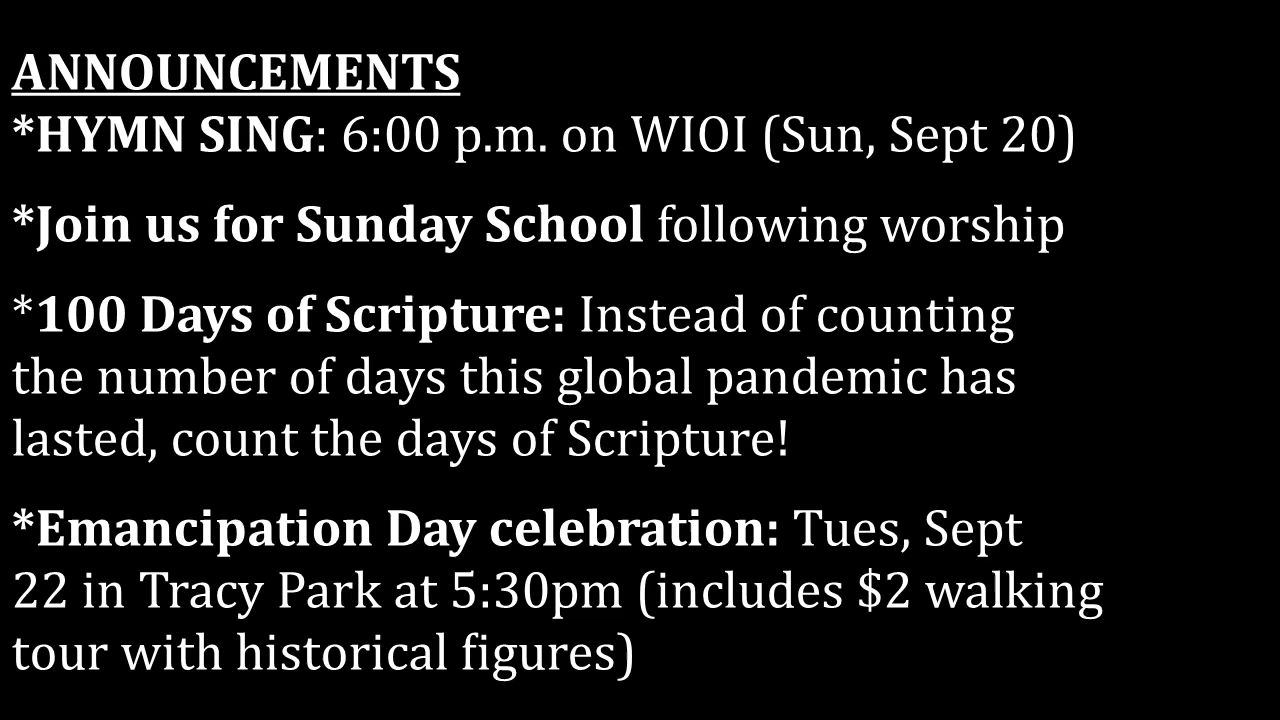 ANNOUNCEMENTS
*HYMN SING: 6:00 p.m. on WIOI (Sun, Sept 20)
*Join us for Sunday School following worship
*100 Days of Scripture: Instead of counting
the number of days this global pandemic has
lasted, count the days of Scripture!
*Emancipation Day celebration: Tues, Sept
22 in Tracy Park at 5:30pm (includes $2 walking
tour with historical figures)